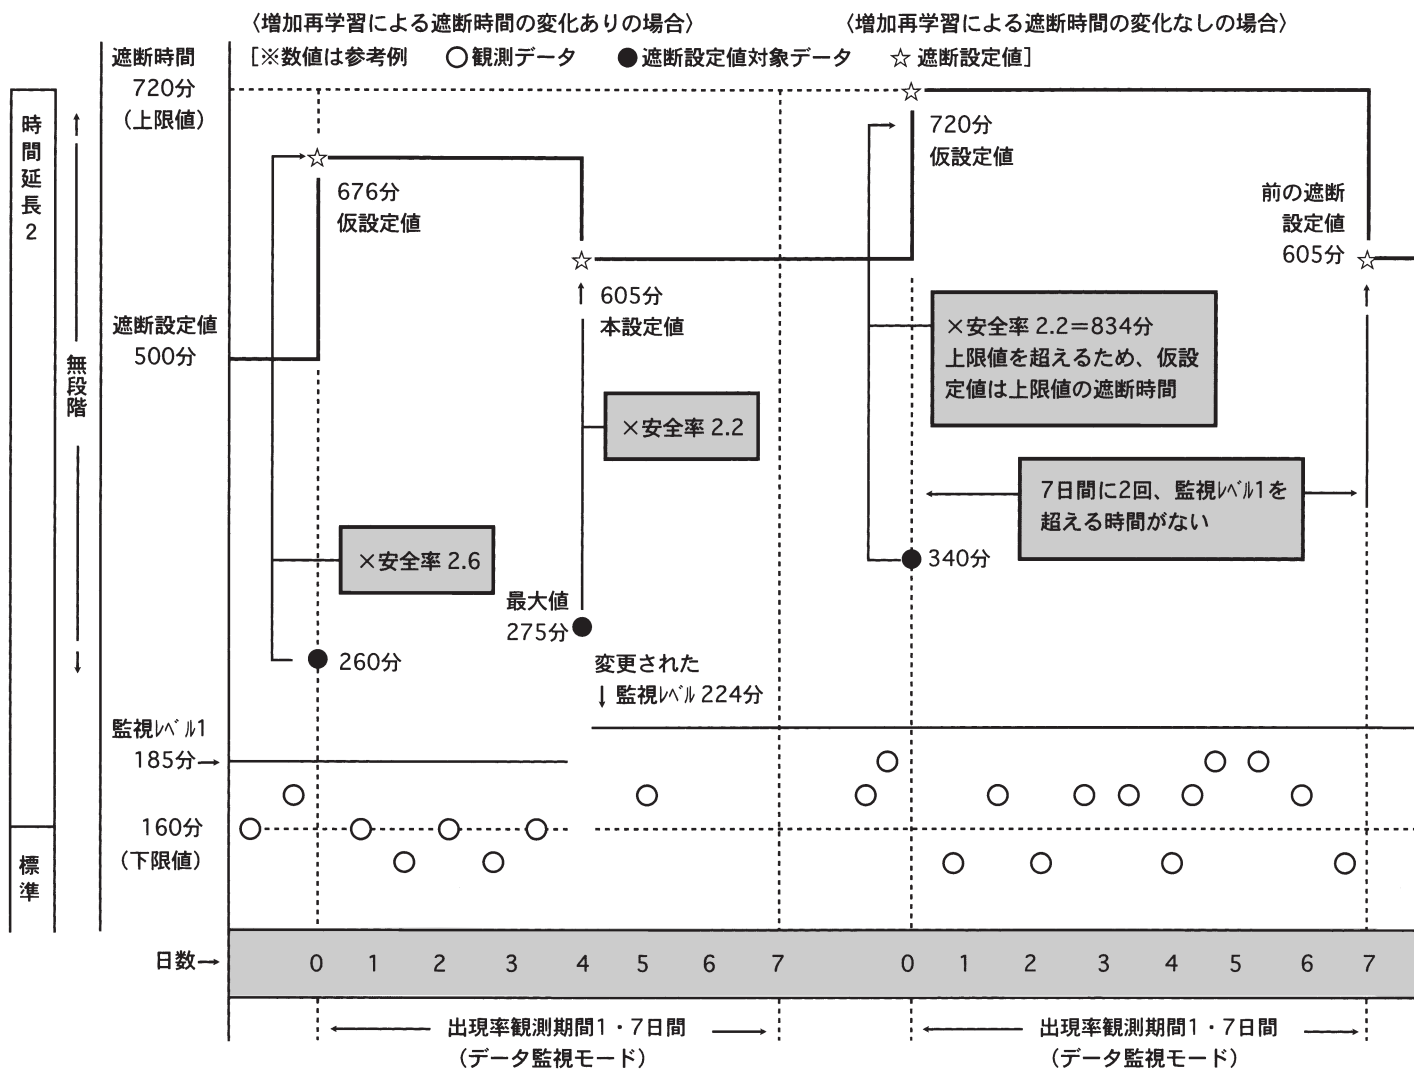 〈増加再学習による遮断時間の変化ありの場合〉
〈増加再学習による遮断時間の変化なしの場合〉
[※数値は参考例 ○観測データ ●遮断設定値対象データ ☆遮断設定値]
遮断時間
720分
（上限値）
時間延長2
無段階
標準
遮断設定値
500分
監視ﾚﾍﾞﾙ1
185分→
160分
（下限値）
676分
仮設定値
605分
本設定値
×安全率 2.2
×安全率 2.6
260分
最大値
275分
変更された
↓監視ﾚﾍﾞﾙ 224分
720分
仮設定値
前の遮断
設定値
605分
×安全率 2.2＝834分
上限値を超えるため、仮設
定値は上限値の遮断時間
7日間に2回、監視ﾚﾍﾞﾙ1を
超える時間がない
340分
日数→ 0 1 2 3 4 5 6 7 0 1 2 3 4 5 6 7
出現率観測期間1・7日間
（データ監視モード）
出現率観測期間1・7日間
（データ監視モード）